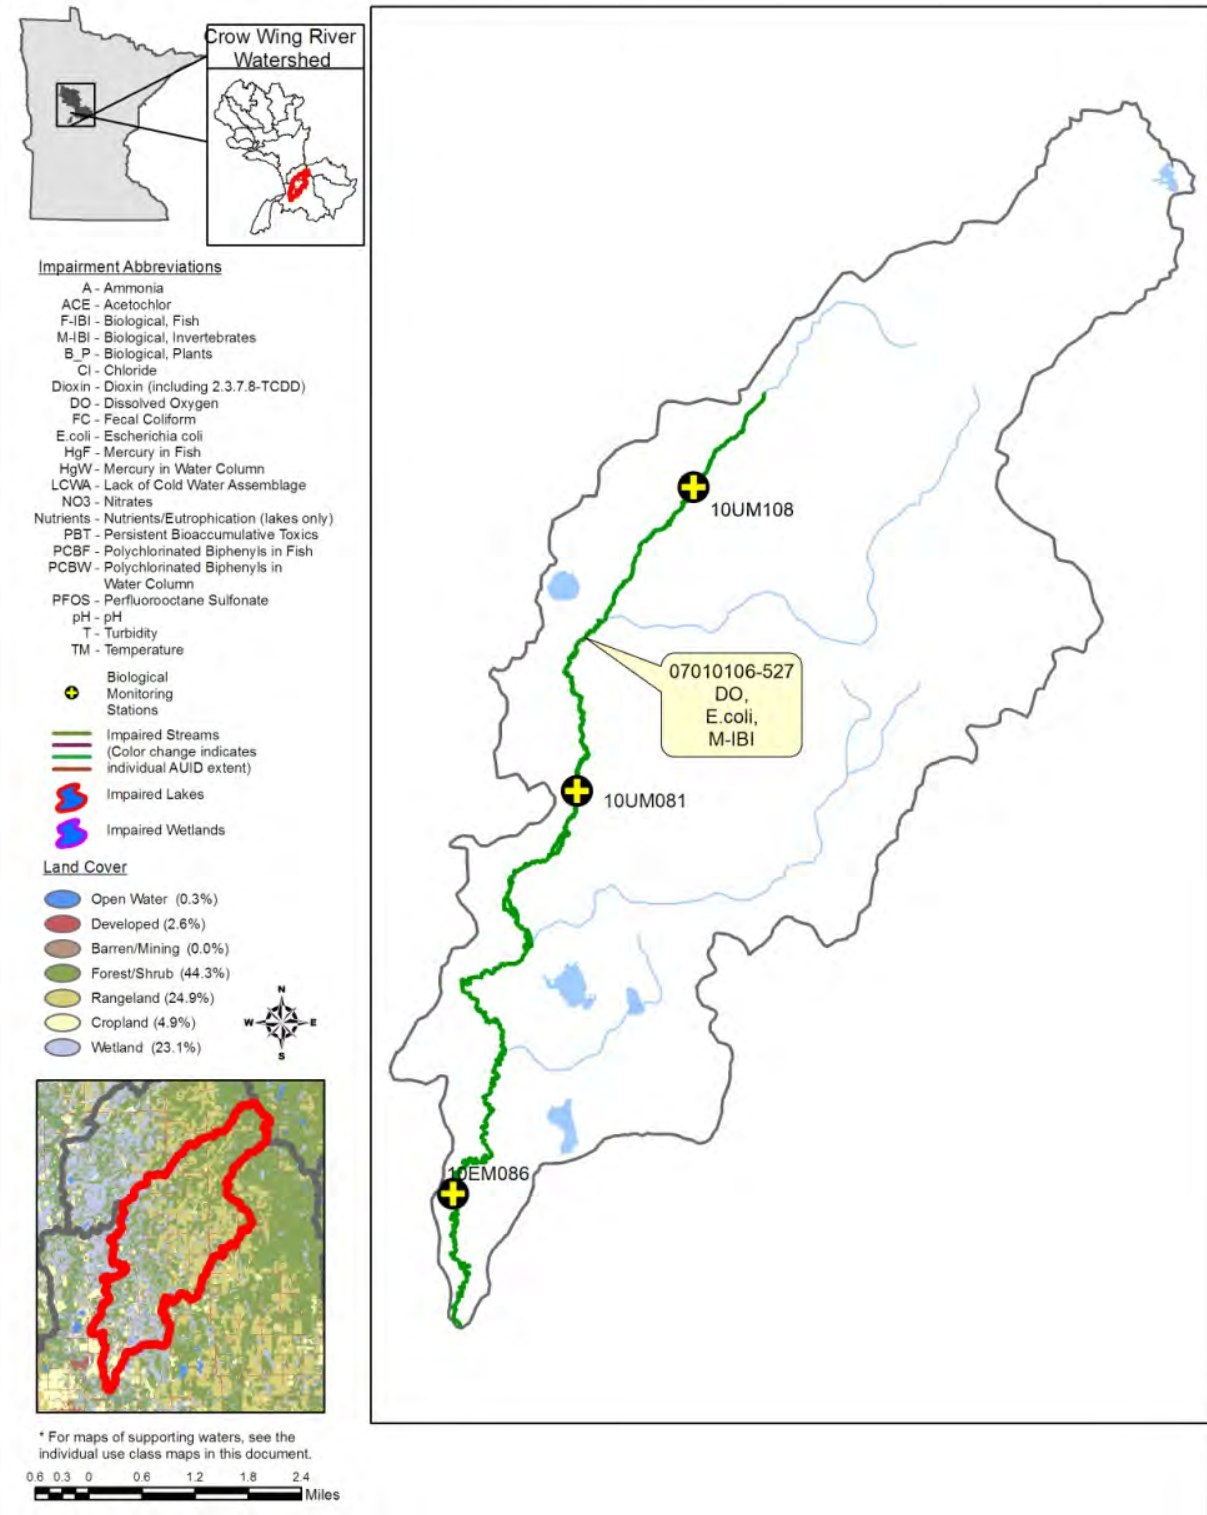 Crow Wing River
Watershed
Impairment Abbreviations
A - Ammonia
ACE - Acetochlor
F-IBI - Biological, Fish
M-IBI - Biological, Invertebrates
B_P - Biological, Plants
Cl - Chloride
Dioxin - Dioxin (including 2.3.7.8-TCDD)
DO - Dissolved Oxygen
FC - Fecal Coliform
E.coli - Escherichia coli
HgF - Mercury in Fish
HgW - Mercury in Water Column
LCWA - Lack of Cold Water Assemblage
NO3 - Nitrates
Nutrients - Nutrients/Eutrophication (lakes only)
PBT - Persistent Bioaccumulative Toxics
PCBF - Polychlorinated Biphenyls in Fish
PCBW - Polychlorinated Biphenyls in
Water Column
PFOS - Perfluorooctane Sulfonate
pH - pH
T - Turbidity
TM - Temperature
Biological
Monitoring
Stations
Impaired Streams
(Color change indicates
individual AUID extent)
Impaired Lakes
Impaired Wetlands
Land Cover
Open Water (0.3%)
Developed (2.6%)
Barren/Mining (0.0%)
Forest/Shrub (44.3%)
Rangeland (24.9%)
Cropland (4.9%)
Wetland (23.1%)
N
W E
S
* For maps of supporting waters, see the
individual use class maps in this document.
0.6 0.3 0 0.6 1.2 1.8 2.4
Miles
10UM108
07010106-527
DO,
E.coli,
M-IBI
10UM081
10EM086